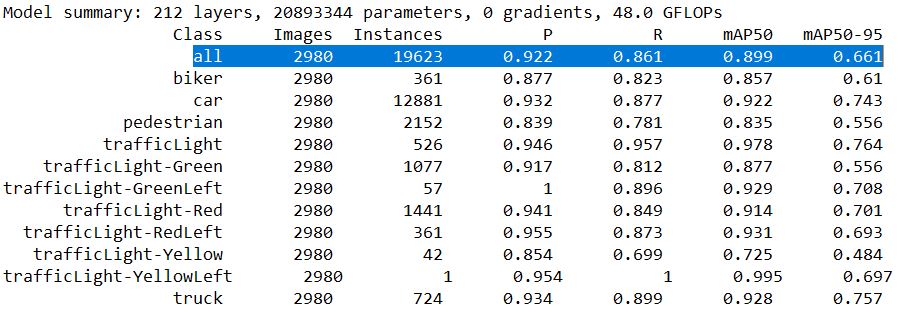 Model summary: 212 layers, 20893344 parameters, 0 gradients, 48.0 GFLOPs
Class Images Instances P R mAP50 mAP50-95
all 2980 19623 0.922 0.861 0.899 0.661
biker 2980 361 0.877 0.823 0.857 0.61
car 2980 12881 0.932 0.877 0.922 0.743
pedestrian 2980 2152 0.839 0.781 0.835 0.556
trafficLight 2980 526 0.946 0.957 0.978 0.764
trafficLight-Green 2980 1077 0.917 0.812 0.877 0.556
trafficLight-GreenLeft 2980 57 1 0.896 0.929 0.708
trafficLight-Red 2980 1441 0.941 0.849 0.914 0.701
trafficLight-RedLeft 2980 361 0.955 0.873 0.931 0.693
trafficLight-Yellow 2980 42 0.854 0.699 0.725 0.484
trafficLight-YellowLeft 2980 1 0.954 1 0.995 0.697
truck 2980 724 0.934 0.899 0.928 0.757